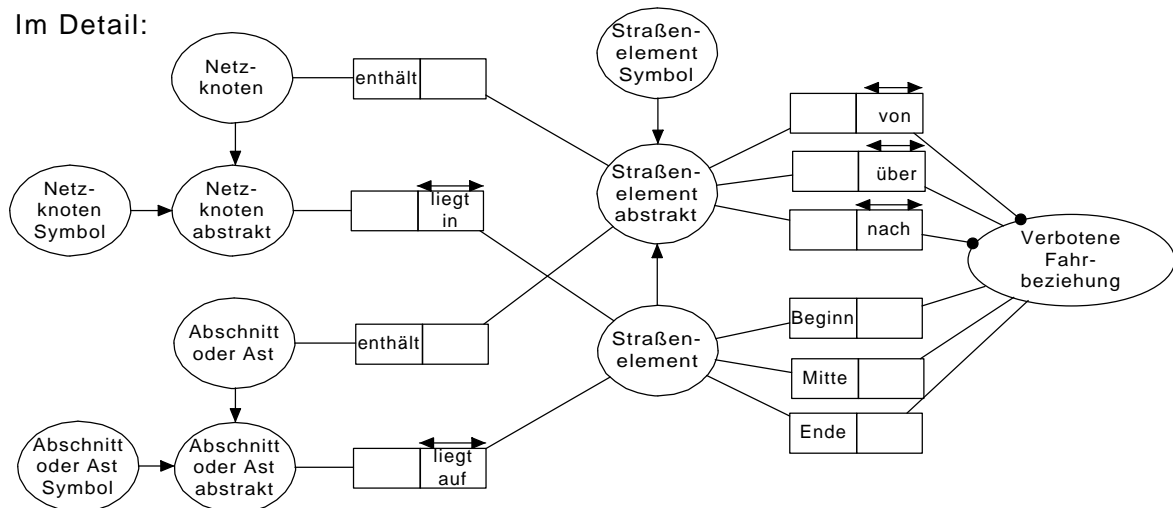 Im Detail:
Netz-
knoten
enthält
Straßen-
element
Symbol
von
Netz-
knoten
Symbol
Netz-
knoten
abstrakt
liegt
in
Straßen-
element
abstrakt
über
nach
Verbotene
Fahr-
beziehung
Abschnitt
oder Ast
enthält
Straßen-
element
Beginn
Mitte
Ende
Abschnitt
oder Ast
Symbol
Abschnitt
oder Ast
abstrakt
liegt
auf